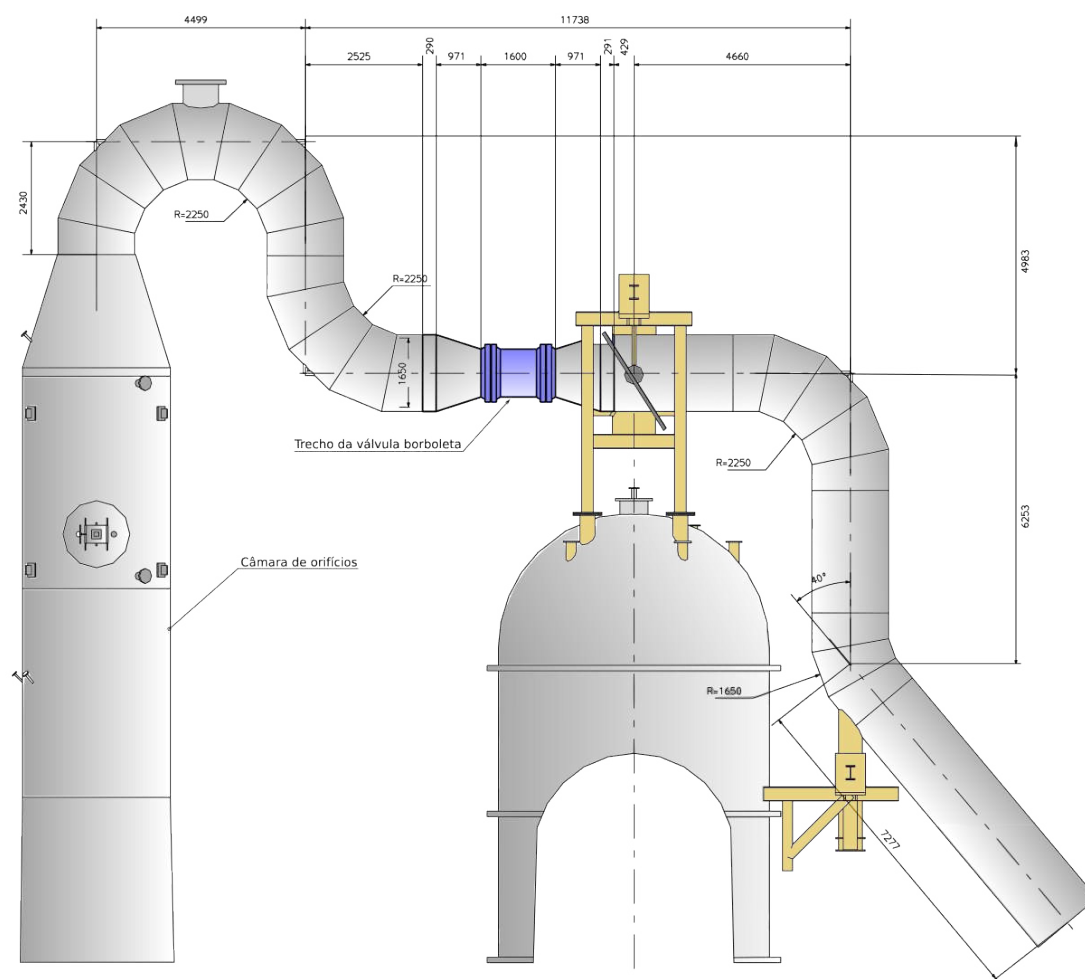 4499
11738
290
291
429
2525
971
1600
971
4660
2430
R=2250
4983
R=2250
1650
Trecho da válvula borboleta
R=2250
6253
Câmara de orifícios
40°
R=1650
7277